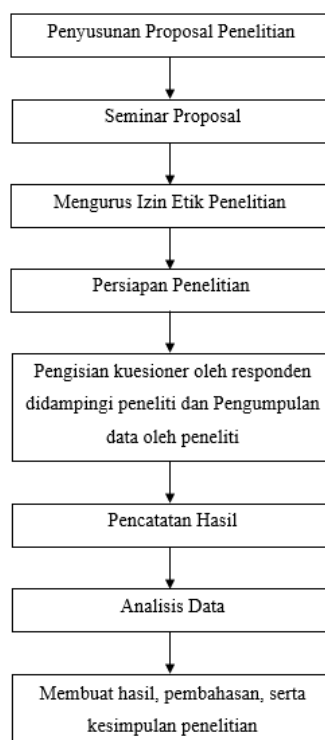 Penyusunan Proposal Penelitian
Seminar Proposal
Mengurus Izin Etik Penelitian
Persiapan Penelitian
Pengisian kuesioner oleh responden
didampingi peneliti dan Pengumpulan
data oleh peneliti
Pencatatan Hasil
Analisis Data
Membuat hasil, pembahasan, serta
kesimpulan penelitian